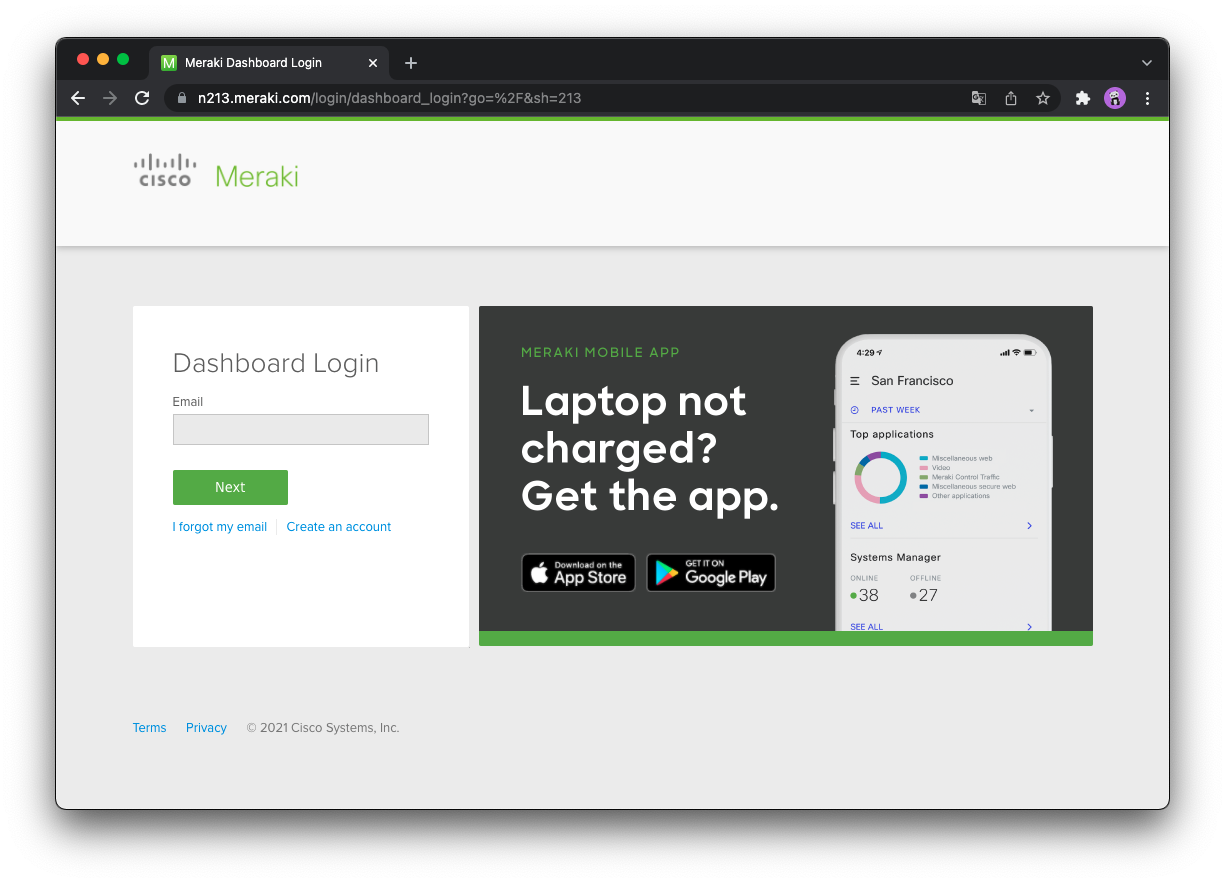 Meraki Dashboard Login
n213.meraki.com/login/dashboard_login?go=%2F&sh=213
CISCO Meraki
Dashboard Login
Email
Next
I forgot my email
Create an account
MERAKI MOBILE APP
Laptop not
charged?
Get the app.
Download on the
App Store
GET IT ON
Google Play
4:29
San Francisco
PAST WEEK
Top applications
Miscellaneous web
Video
Meraki Control Traffic
Miscellaneous secure web
Other applications
SEE ALL
Systems Manager
ONLINE OFFLINE
38 27
SEE ALL
Terms Privacy © 2021 Cisco Systems, Inc.